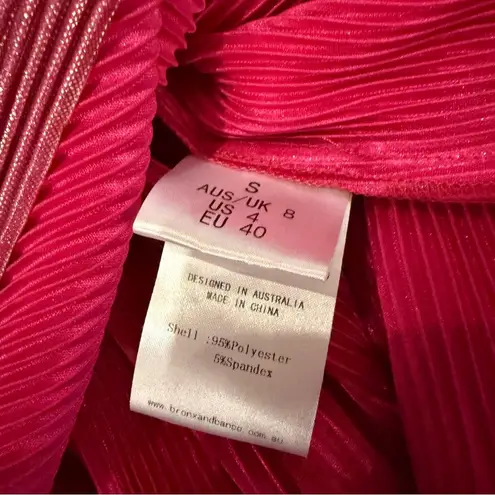 S
AUS/UK 8
US 4
EU 40
DESIGNED IN AUSTRALIA
MADE IN CHINA
Shell :95%Polyester
5%Spandex
www.bronxandbanco.com.au